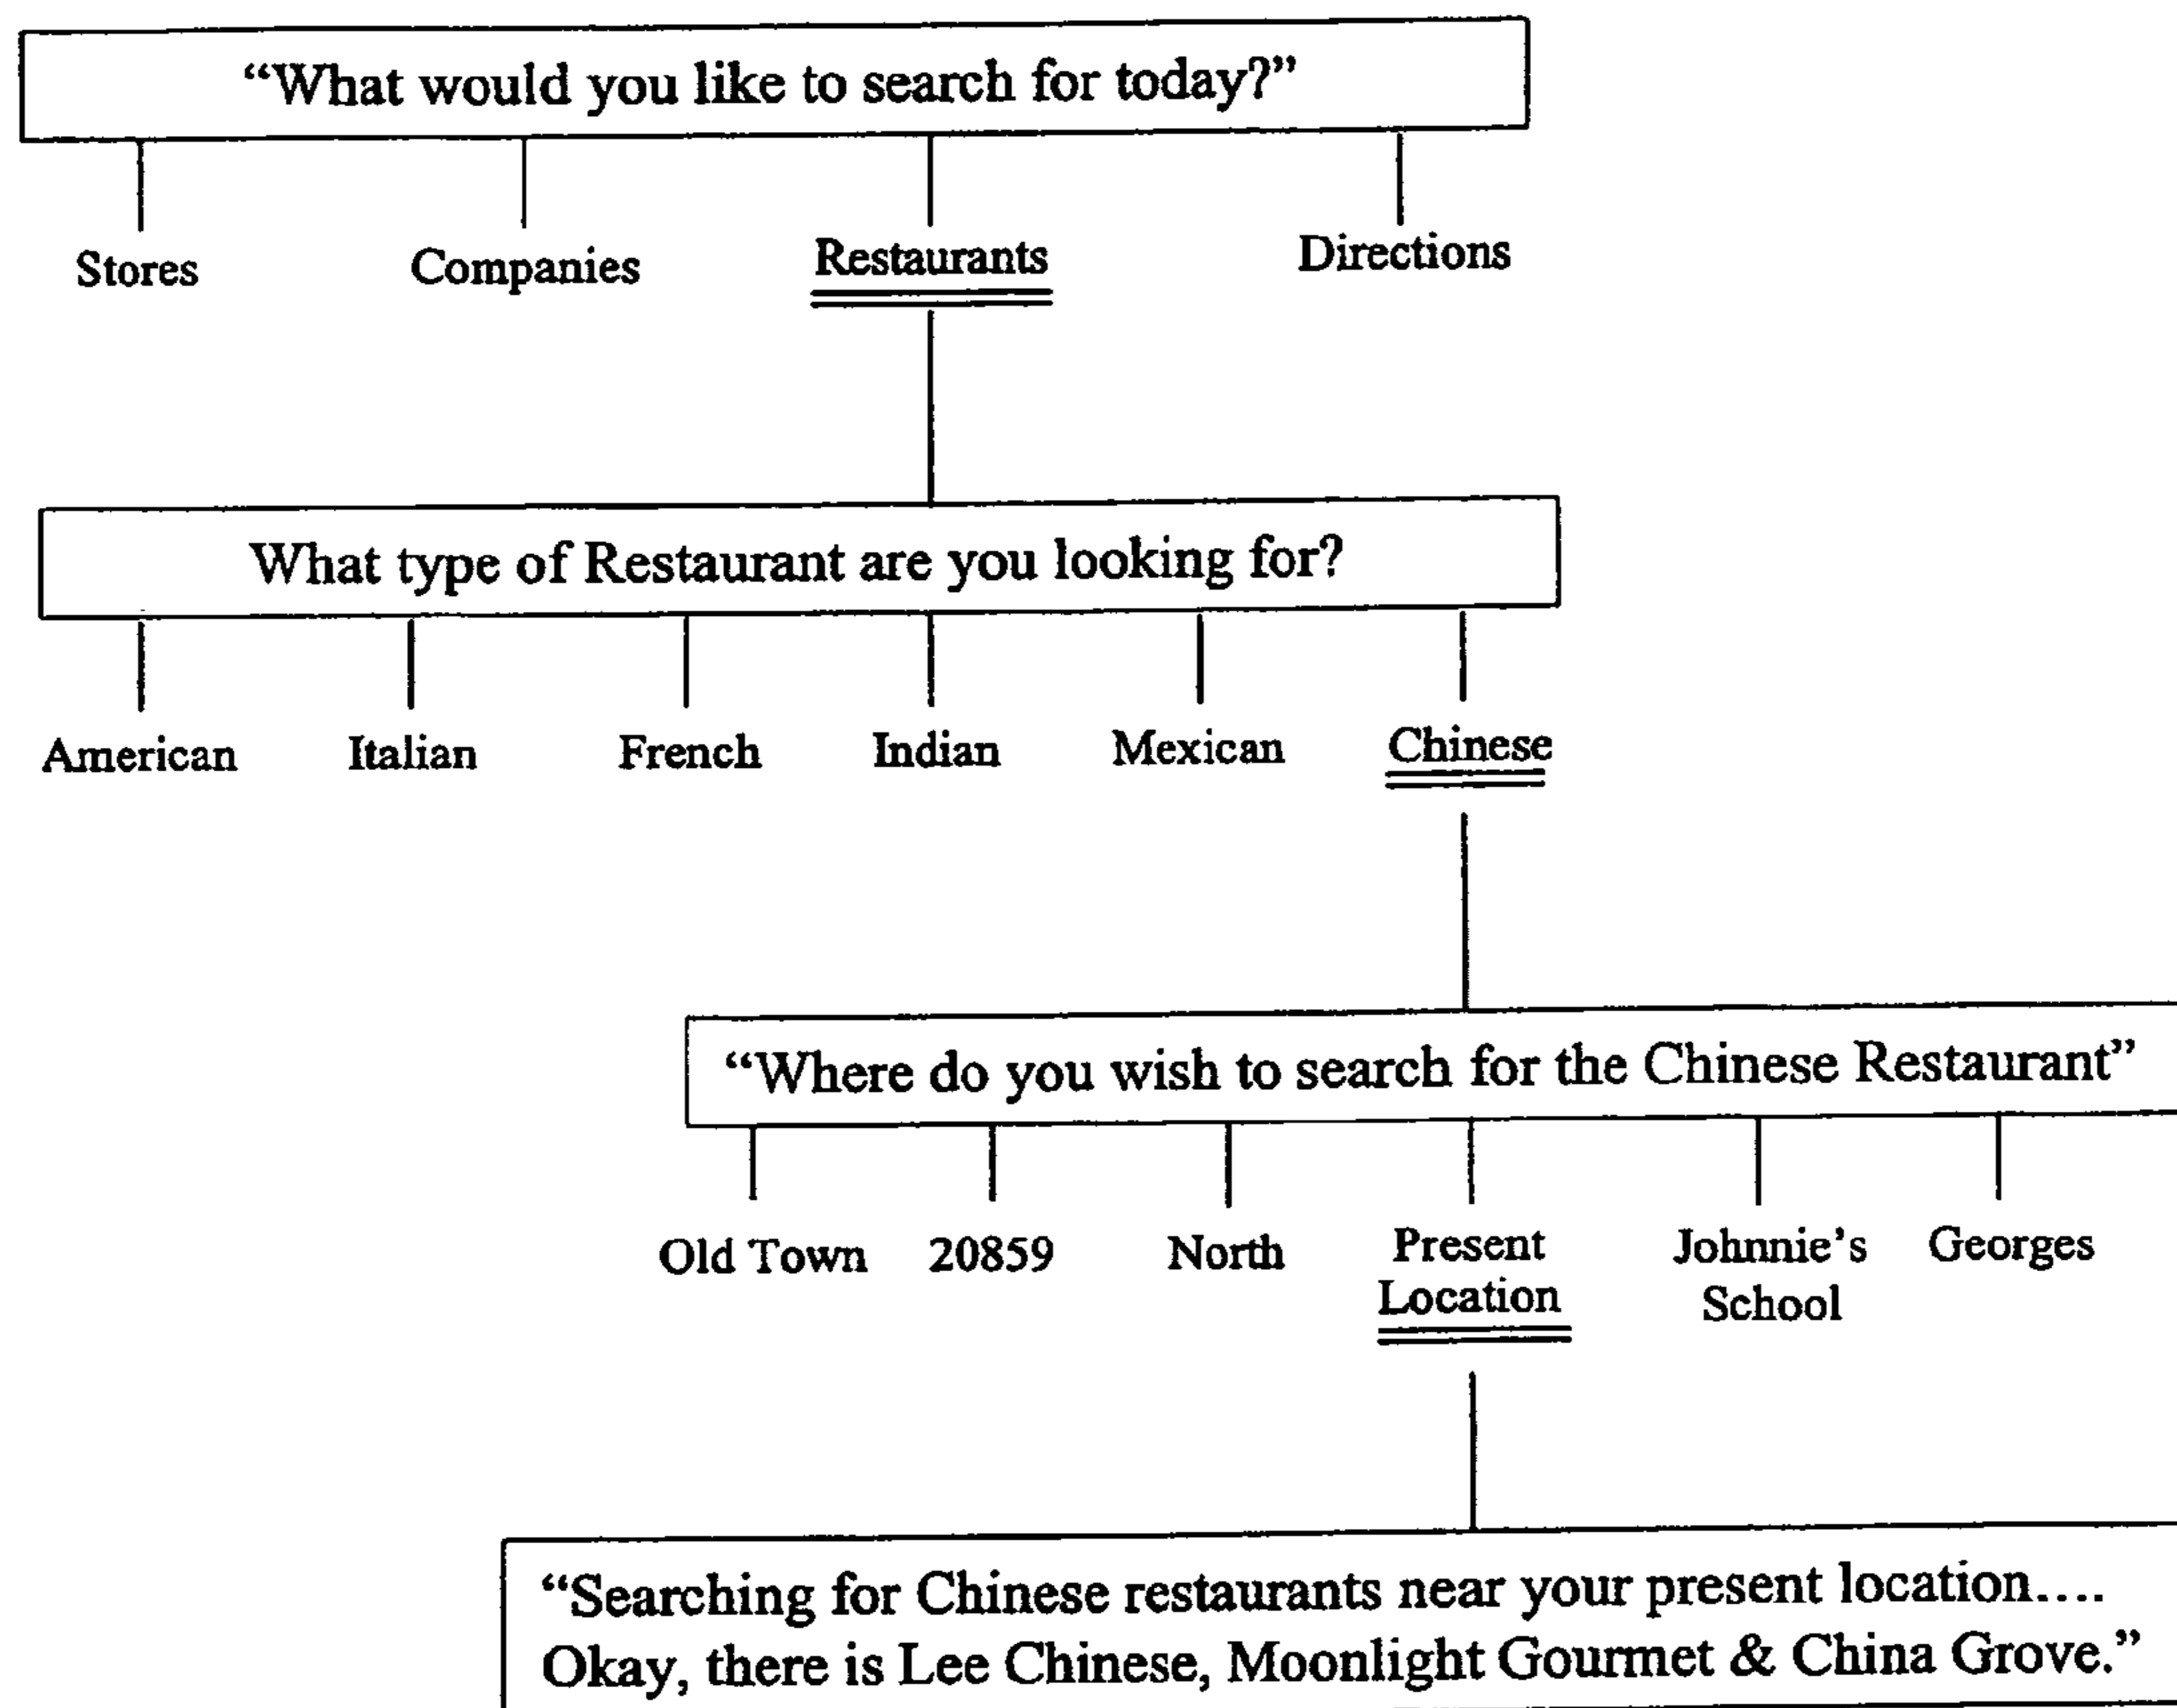 “What would you like to search for today?”
Stores Companies Restaurants Directions
What type of Restaurant are you looking for?
American Italian French Indian Mexican Chinese
“Where do you wish to search for the Chinese Restaurant”
Old Town 20859 North Present Location Johnnie’s School Georges
“Searching for Chinese restaurants near your present location....
Okay, there is Lee Chinese, Moonlight Gourmet & China Grove.”